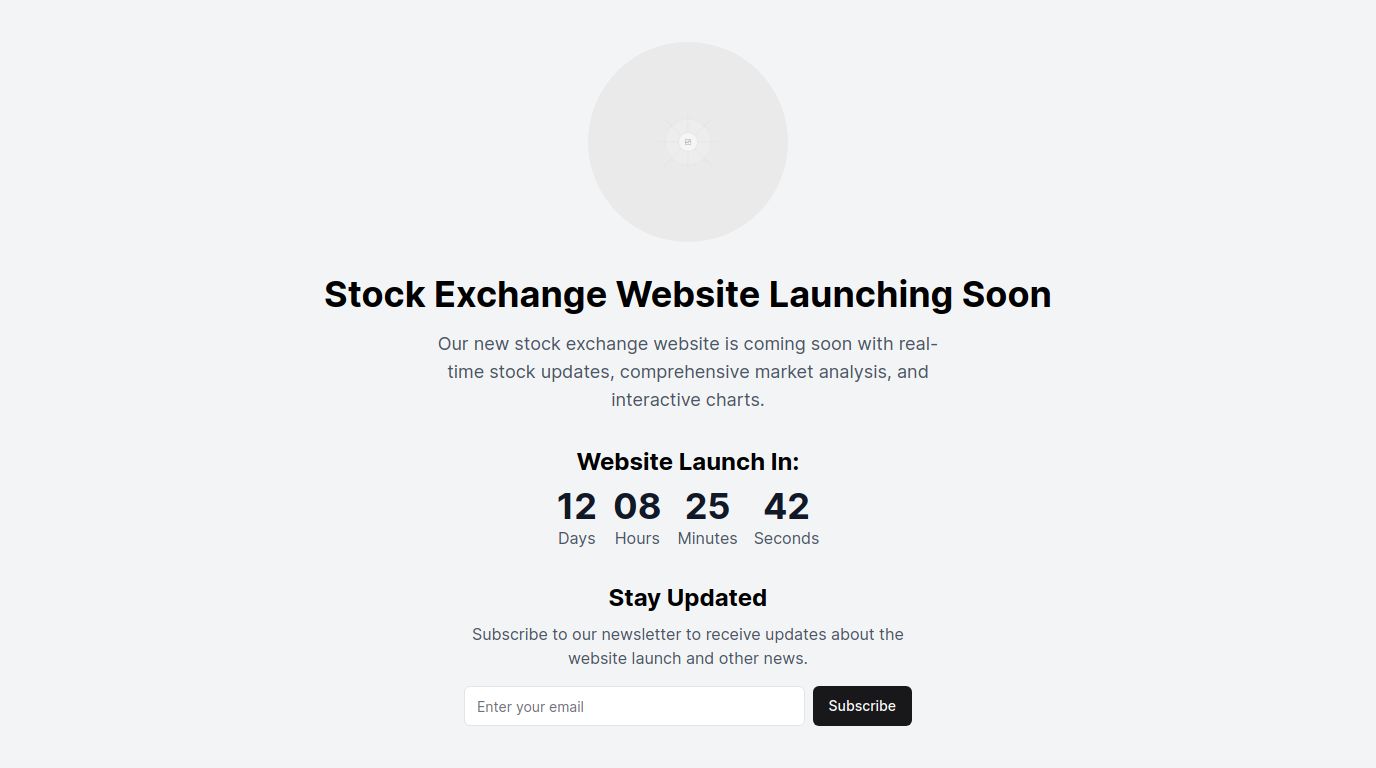 Stock Exchange Website Launching Soon
Our new stock exchange website is coming soon with real-
time stock updates, comprehensive market analysis, and
interactive charts.
Website Launch In:
12 08 25 42
Days Hours Minutes Seconds
Stay Updated
Subscribe to our newsletter to receive updates about the
website launch and other news.
Enter your email Subscribe